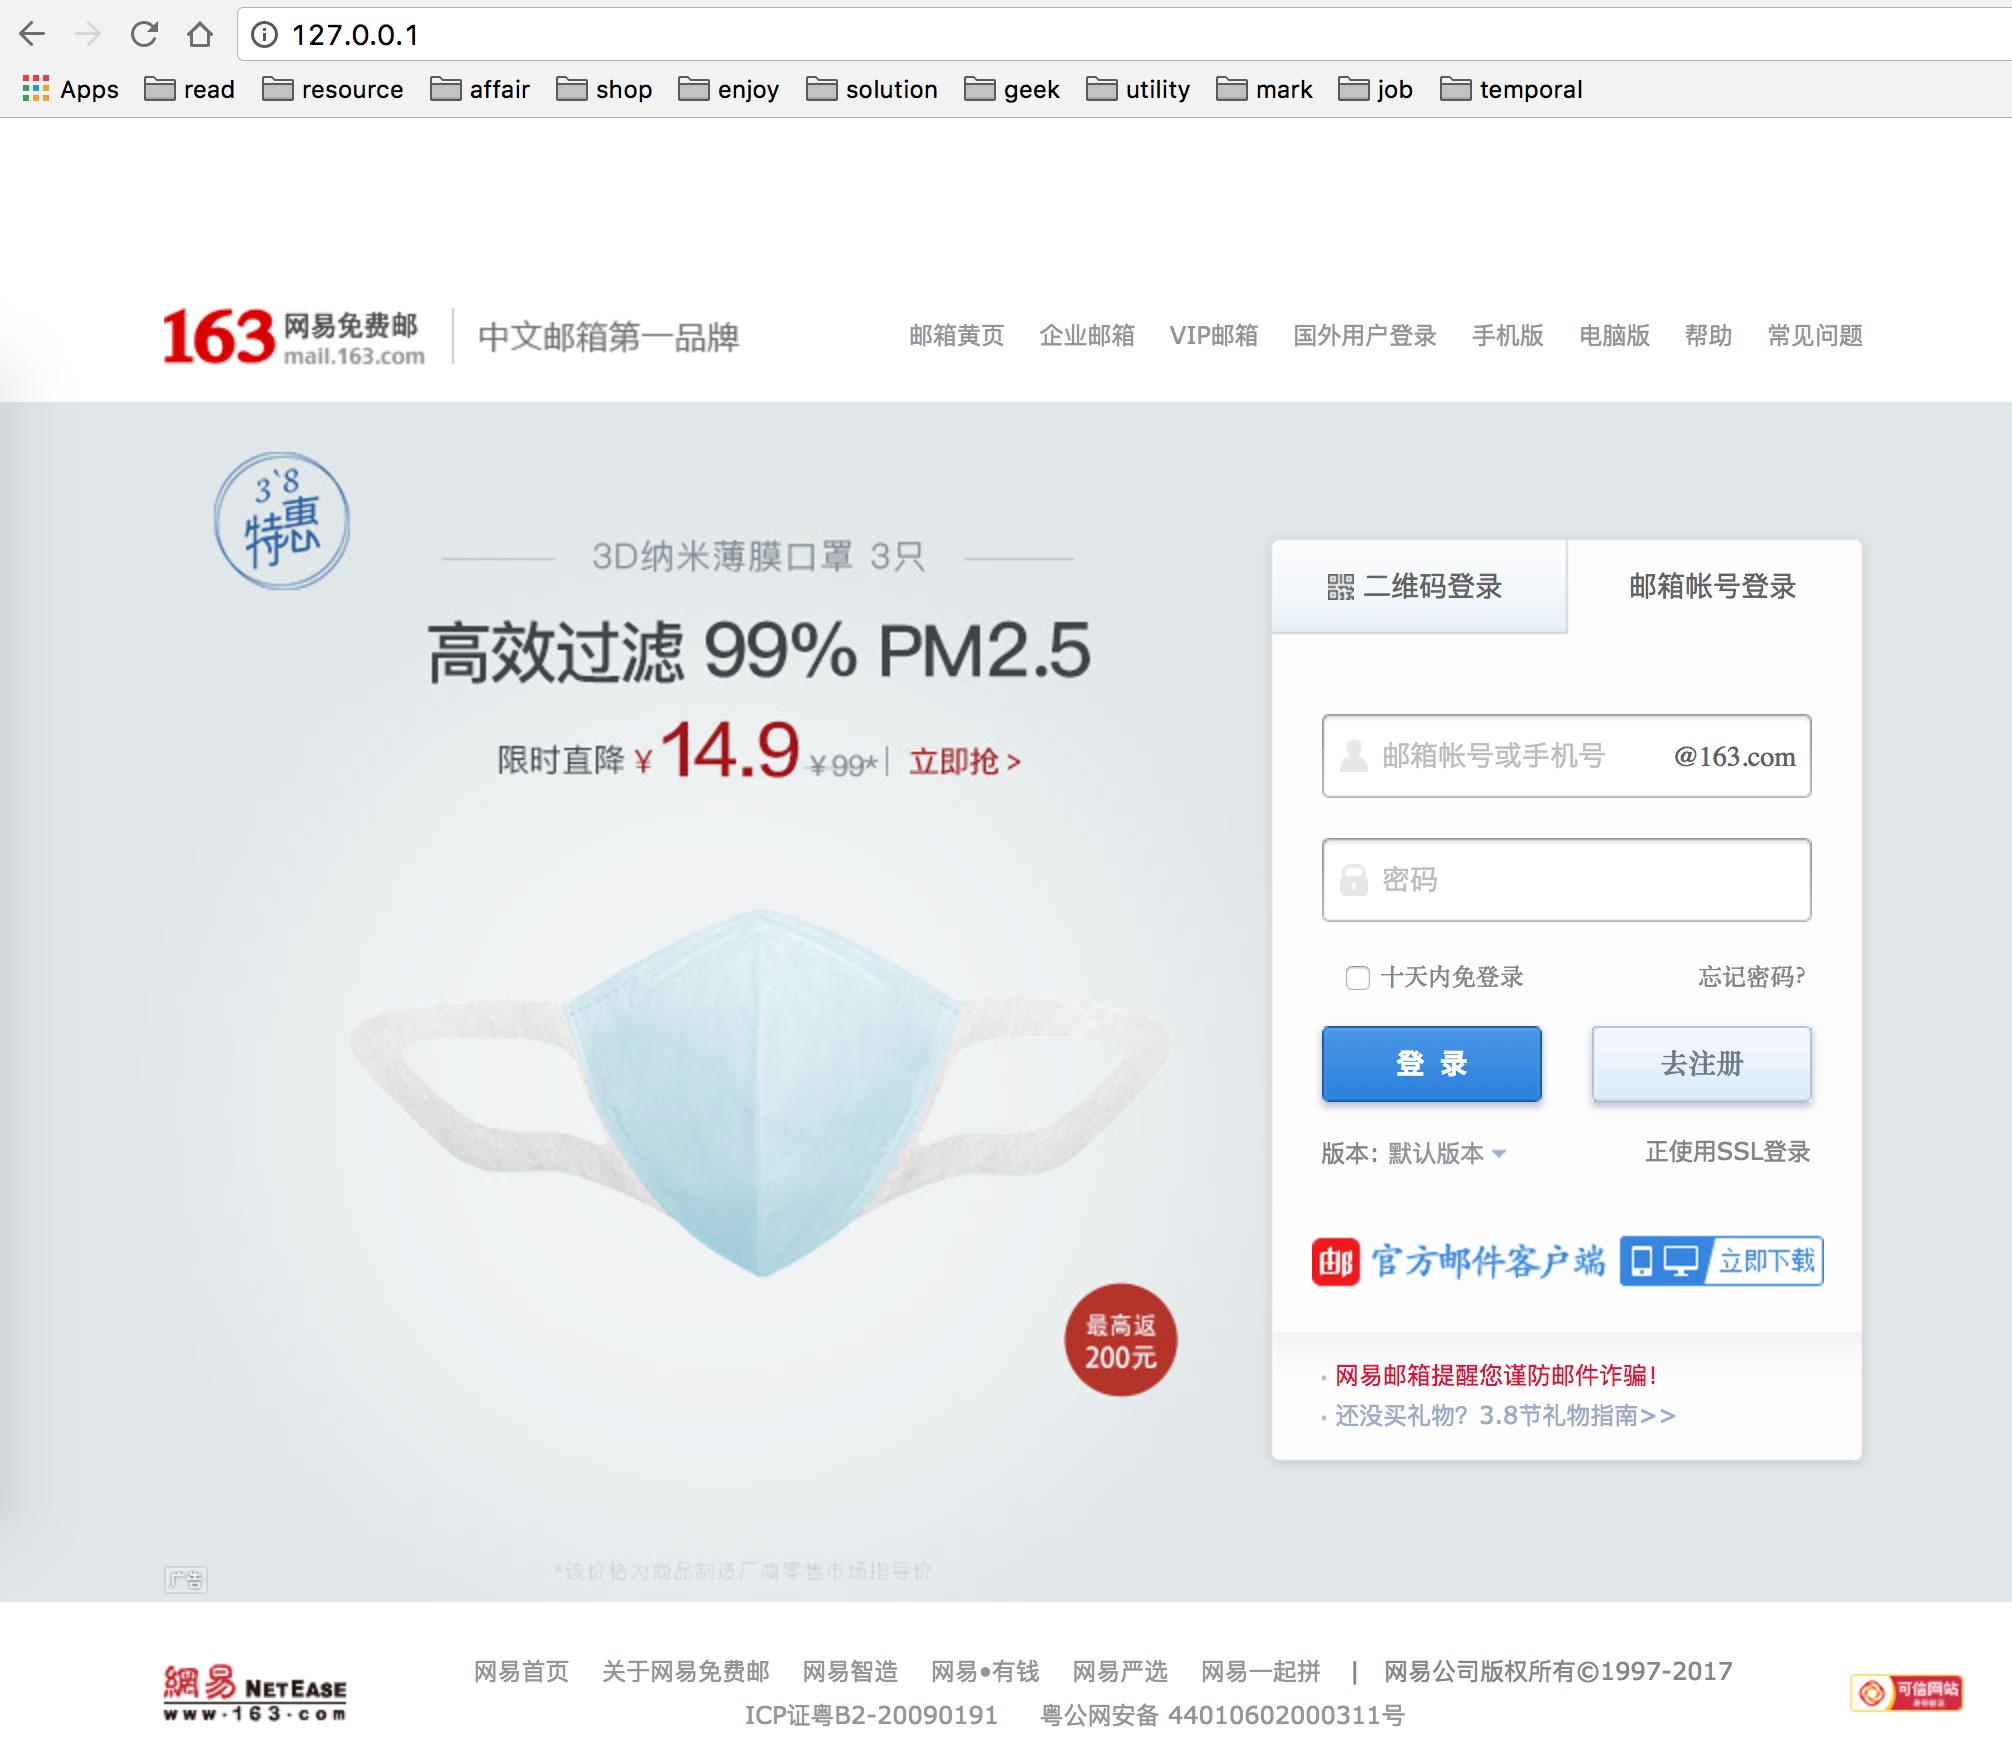 127.0.0.1
Apps read resource affair shop enjoy solution geek utility mark job temporal
163 网易免费邮 mail.163.com 中文邮箱第一品牌 邮箱黄页 企业邮箱 VIP邮箱 国外用户登录 手机版 电脑版 帮助 常见问题
3`8
特惠
3D纳米薄膜口罩 3只
高效过滤 99% PM2.5
限时直降 ¥14.9 ¥99* 立即抢 >
最高返
200元
*该价格为商品制造厂商零售市场指导价
广告
二维码登录 邮箱帐号登录
邮箱帐号或手机号 @163.com
密码
十天内免登录 忘记密码?
登 录 去注册
版本: 默认版本 正使用SSL登录
邮 官方邮件客户端 立即下载
· 网易邮箱提醒您谨防邮件诈骗!
· 还没买礼物? 3.8节礼物指南>>
網易 NETEASE
www.163.com
网易首页 关于网易免费邮 网易智造 网易•有钱 网易严选 网易一起拼 | 网易公司版权所有©1997-2017
ICP证粤B2-20090191 粤公网安备 44010602000311号
可信网站